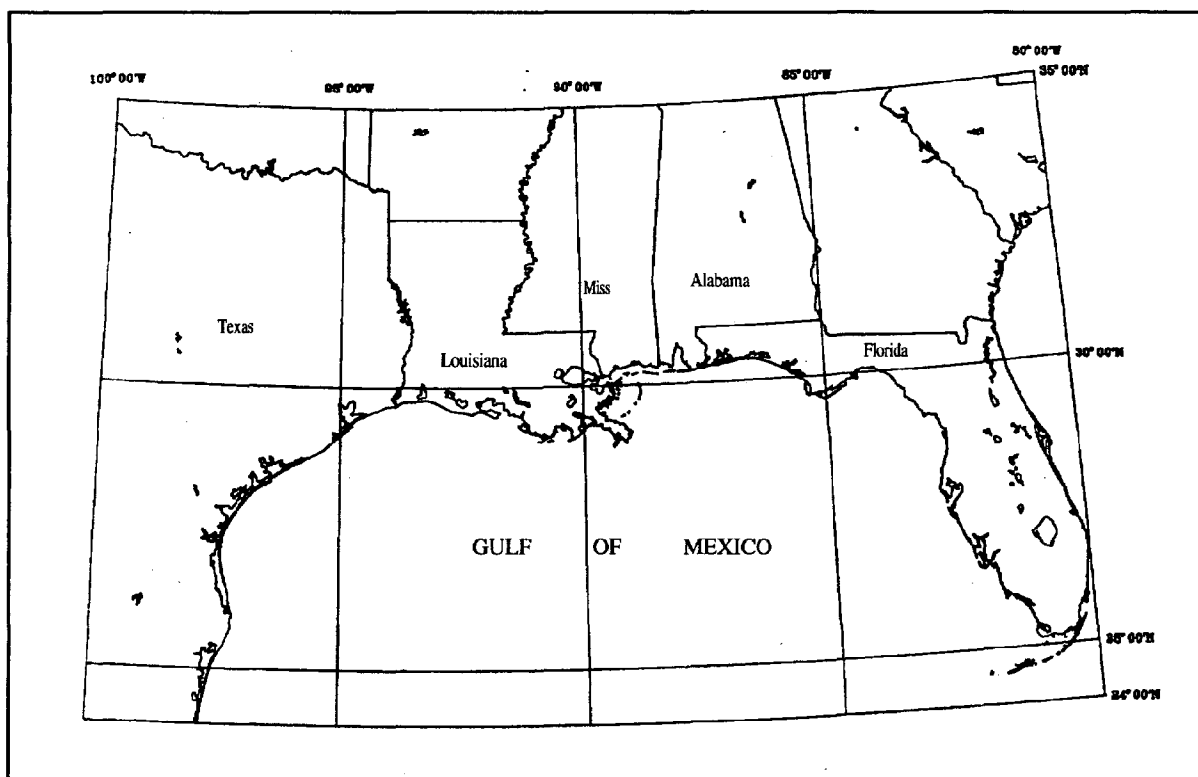 80° 00'W
100° 00'W
95° 00'W
90° 00'W
85° 00'W
35° 00'N
Miss
Alabama
Texas
Louisiana
Florida
30° 00'N
GULF OF MEXICO
25° 00'N
24° 00'N